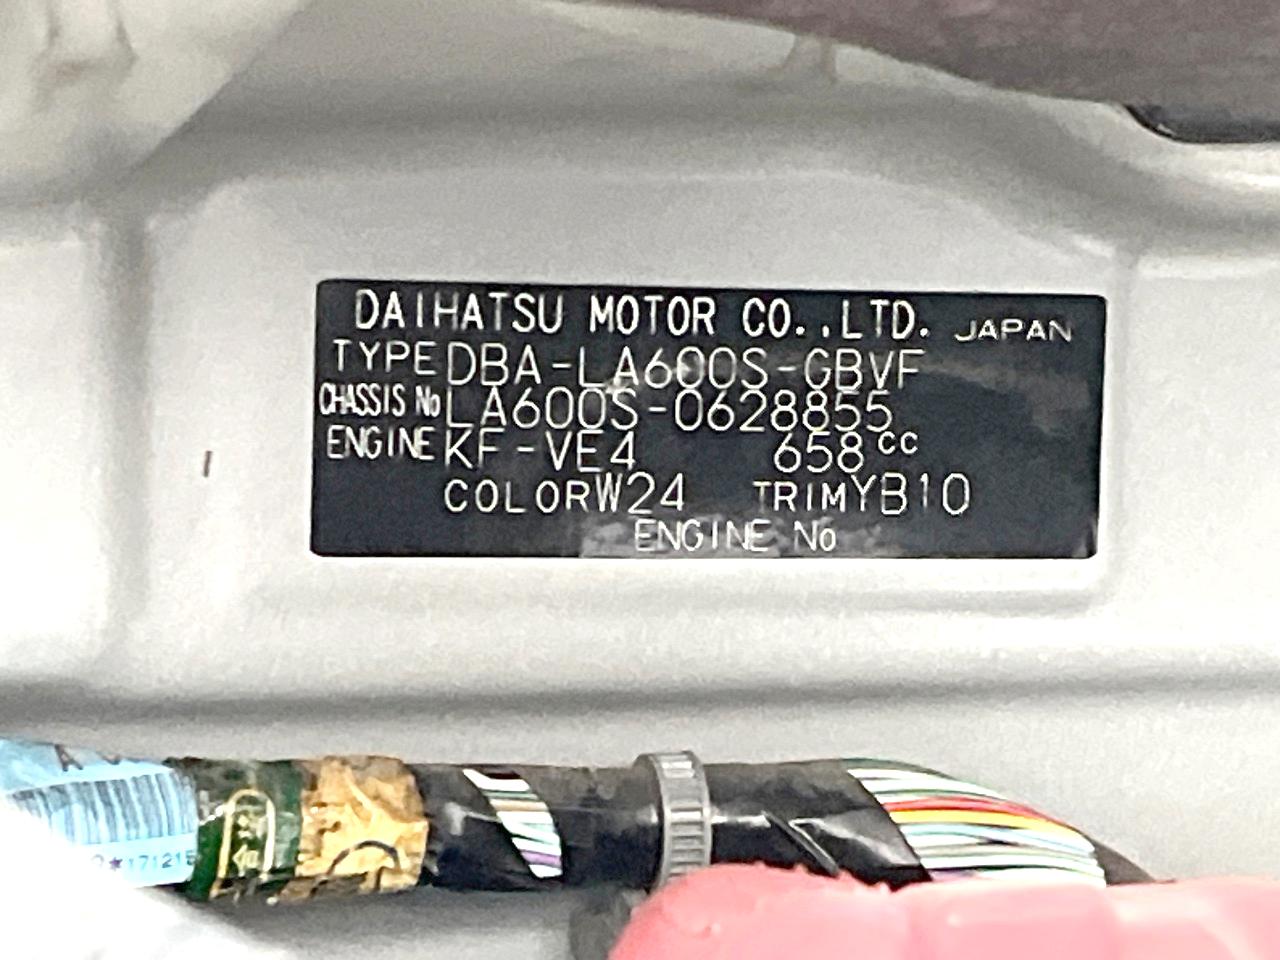 DAIHATSU MOTOR CO.,LTD. JAPAN
TYPE DBA-LA600S-GBVF
CHASSIS No LA600S-0628855
ENGINE KF-VE4 658cc
COLOR W24 TRIM YB10
ENGINE No